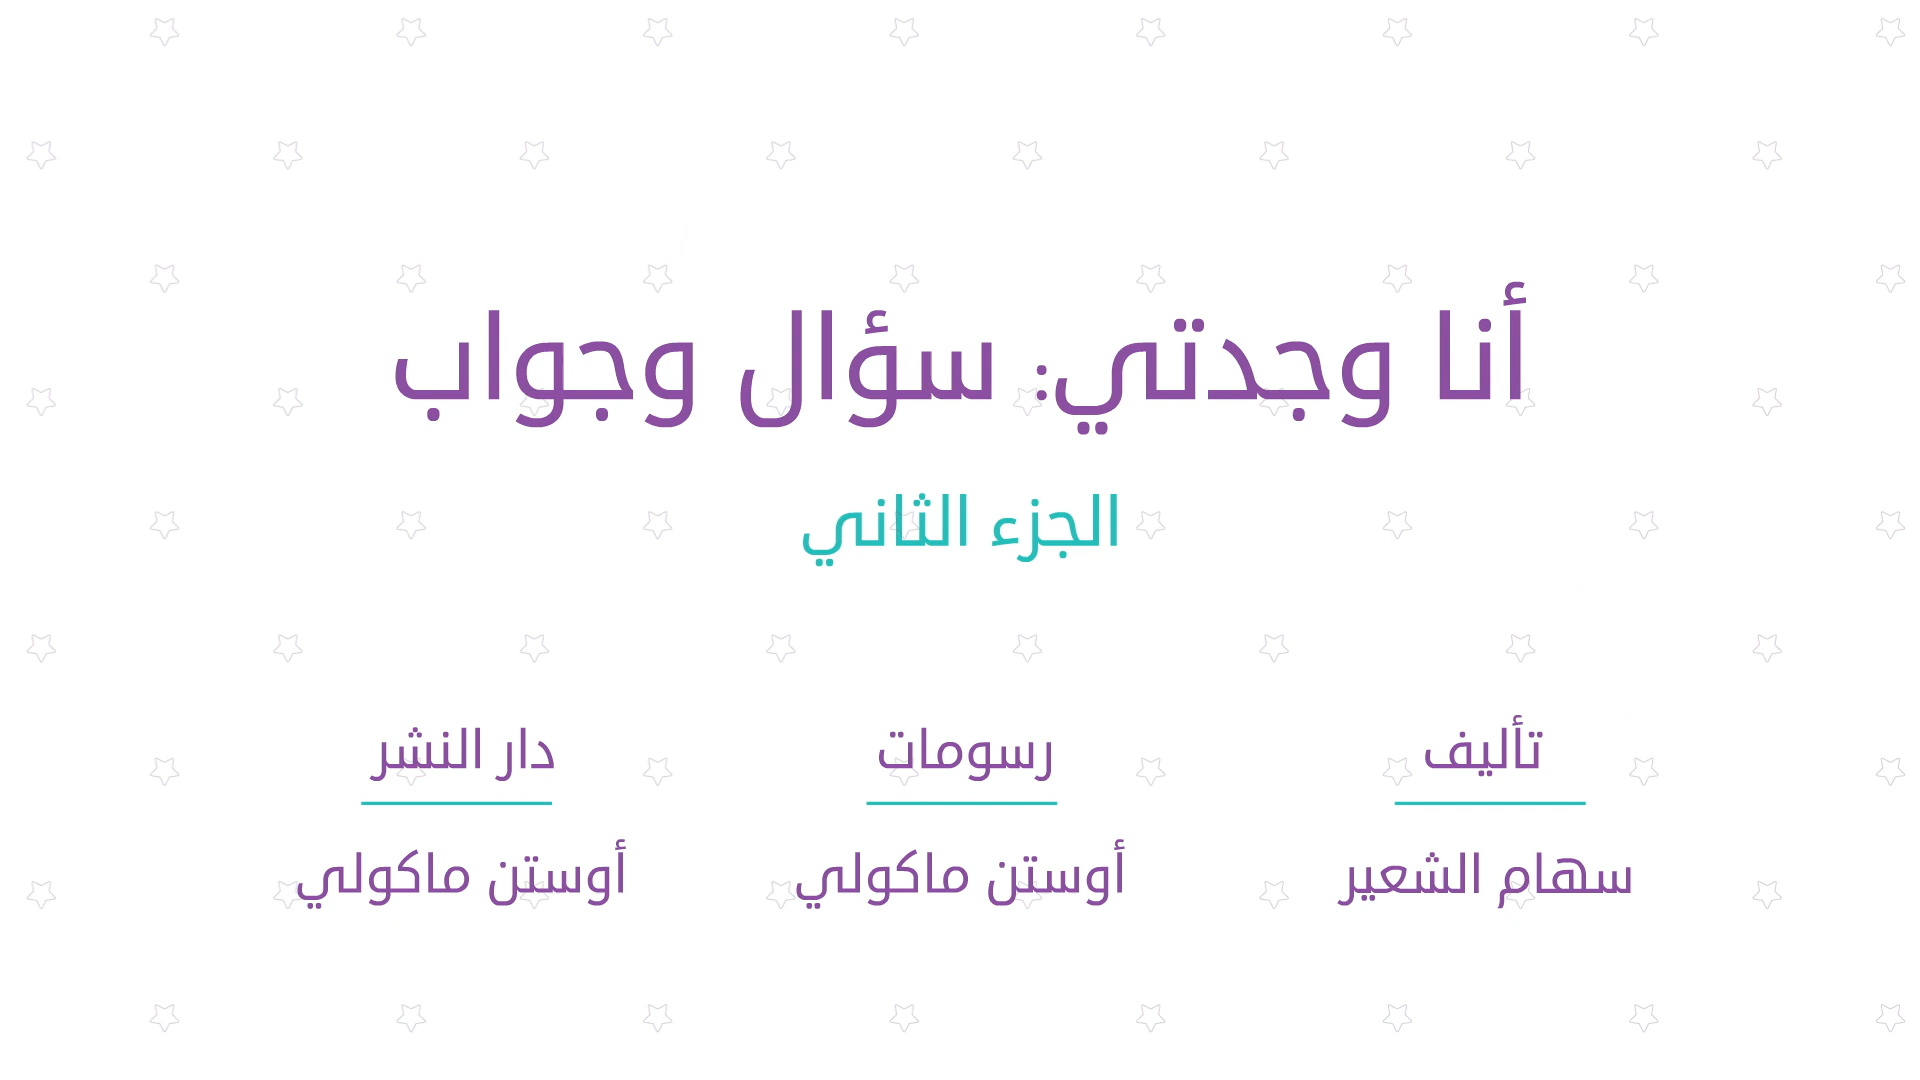 أنا وجدتي: سؤال وجواب
الجزء الثاني
تأليف
سهام الشعير
رسومات
أوستن ماكولي
دار النشر
أوستن ماكولي